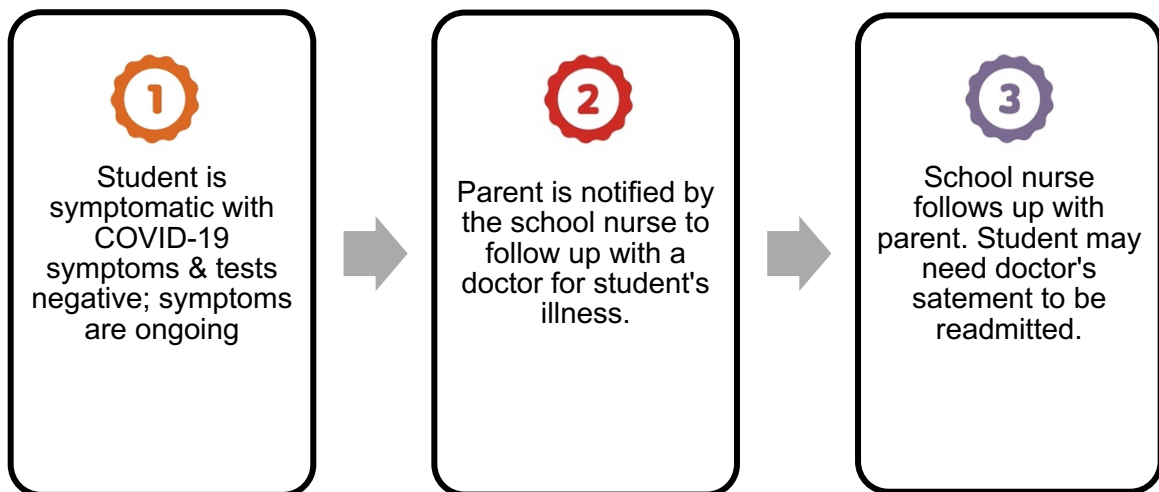 1
Student is
symptomatic with
COVID-19
symptoms & tests
negative; symptoms
are ongoing
2
Parent is notified by
the school nurse to
follow up with a
doctor for student's
illness.
3
School nurse
follows up with
parent. Student may
need doctor's
satement to be
readmitted.